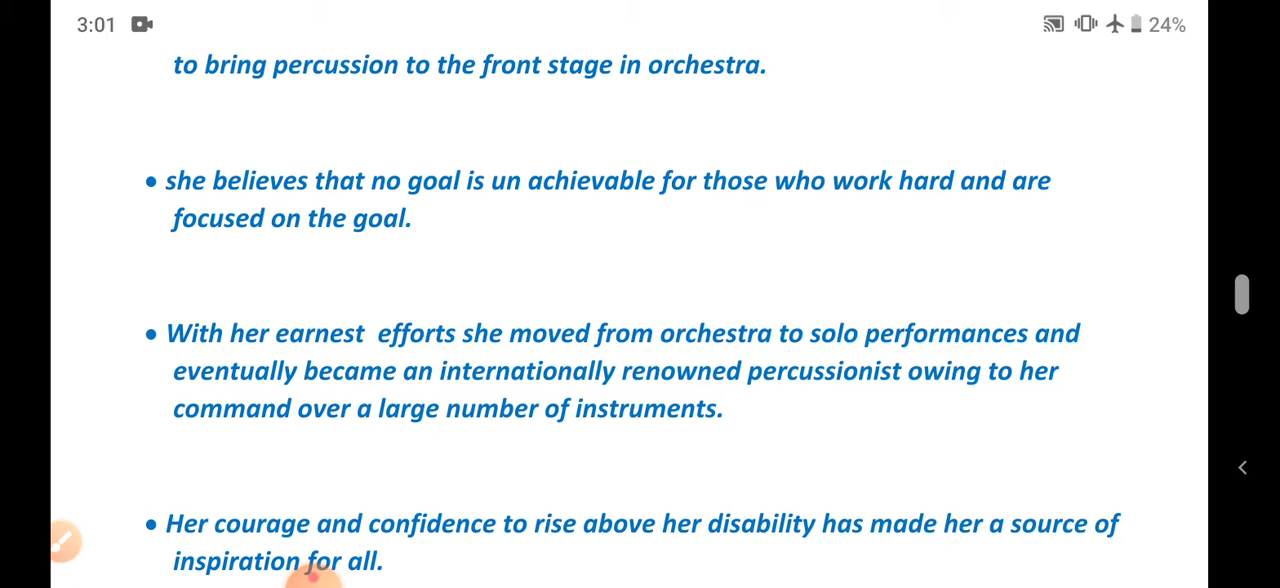 3:01
24%
to bring percussion to the front stage in orchestra.
• she believes that no goal is un achievable for those who work hard and are
focused on the goal.
• With her earnest  efforts she moved from orchestra to solo performances and
eventually became an internationally renowned percussionist owing to her
command over a large number of instruments.
• Her courage and confidence to rise above her disability has made her a source of
inspiration for all.